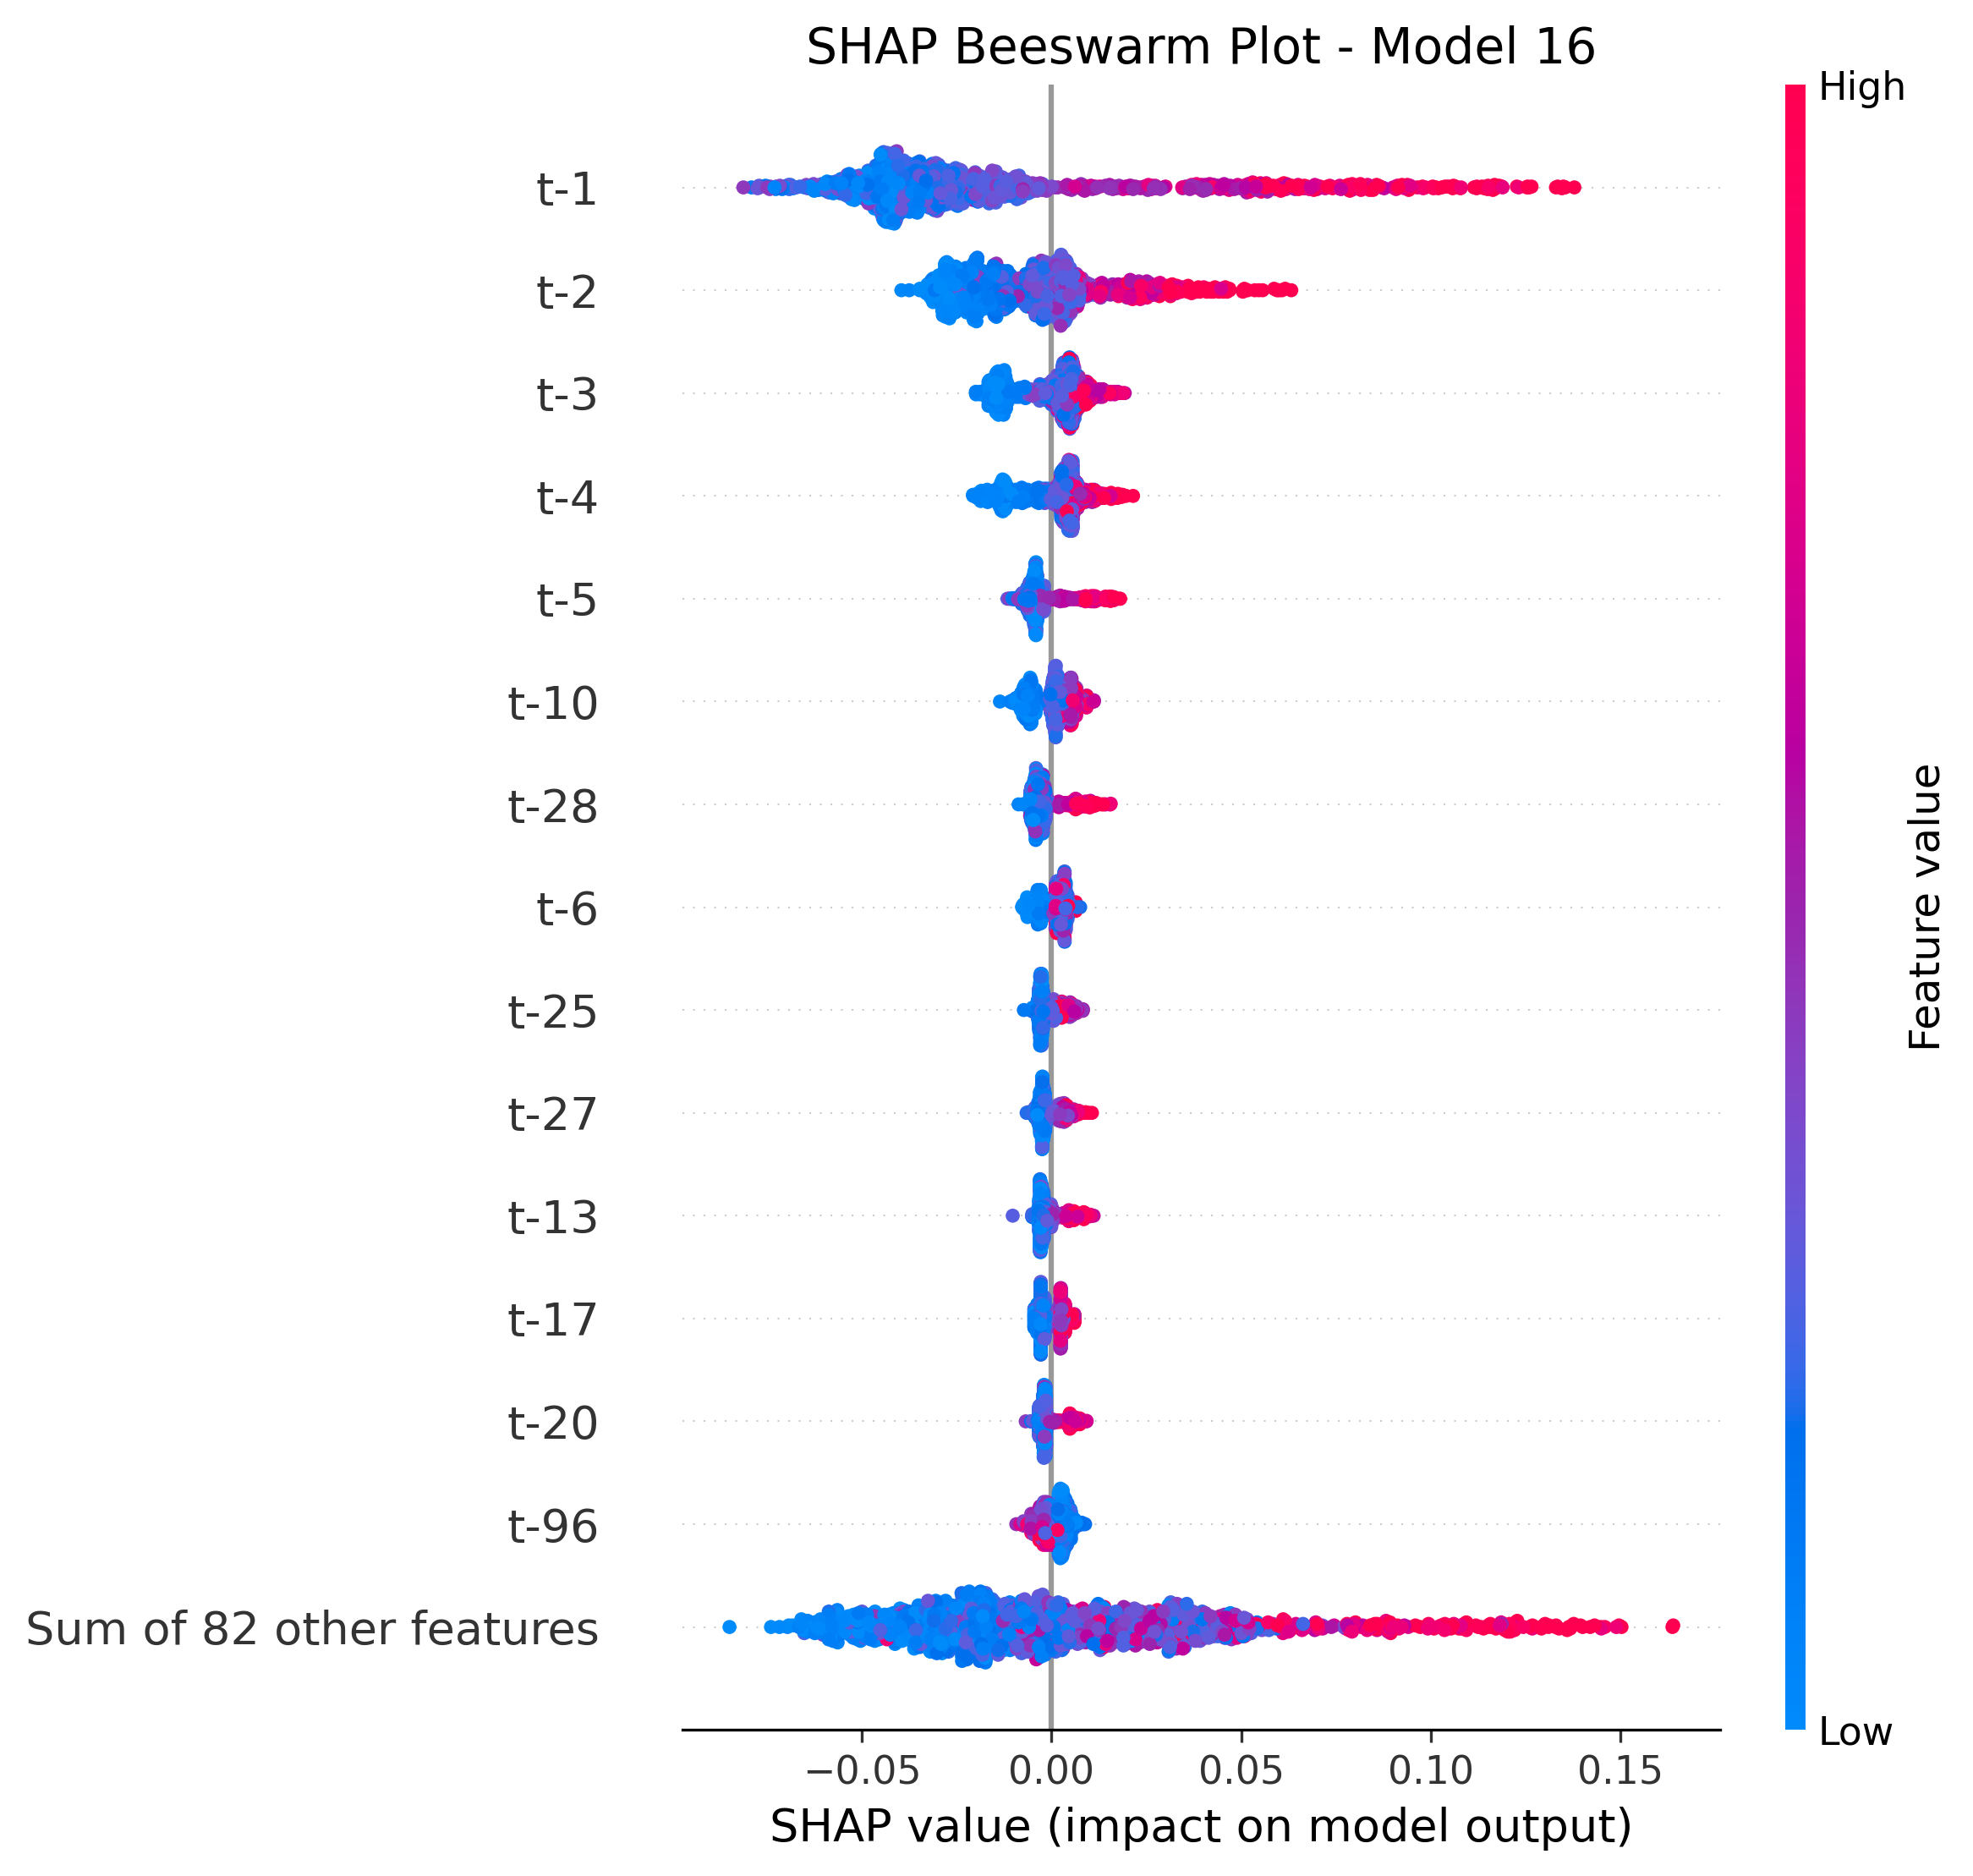 SHAP Beeswarm Plot - Model 16
High
t-1
t-2
t-3
t-4
t-5
t-10
t-28
t-6
t-25
t-27
t-13
t-17
t-20
t-96
Sum of 82 other features
Feature value
Low
−0.05 0.00 0.05 0.10 0.15
SHAP value (impact on model output)